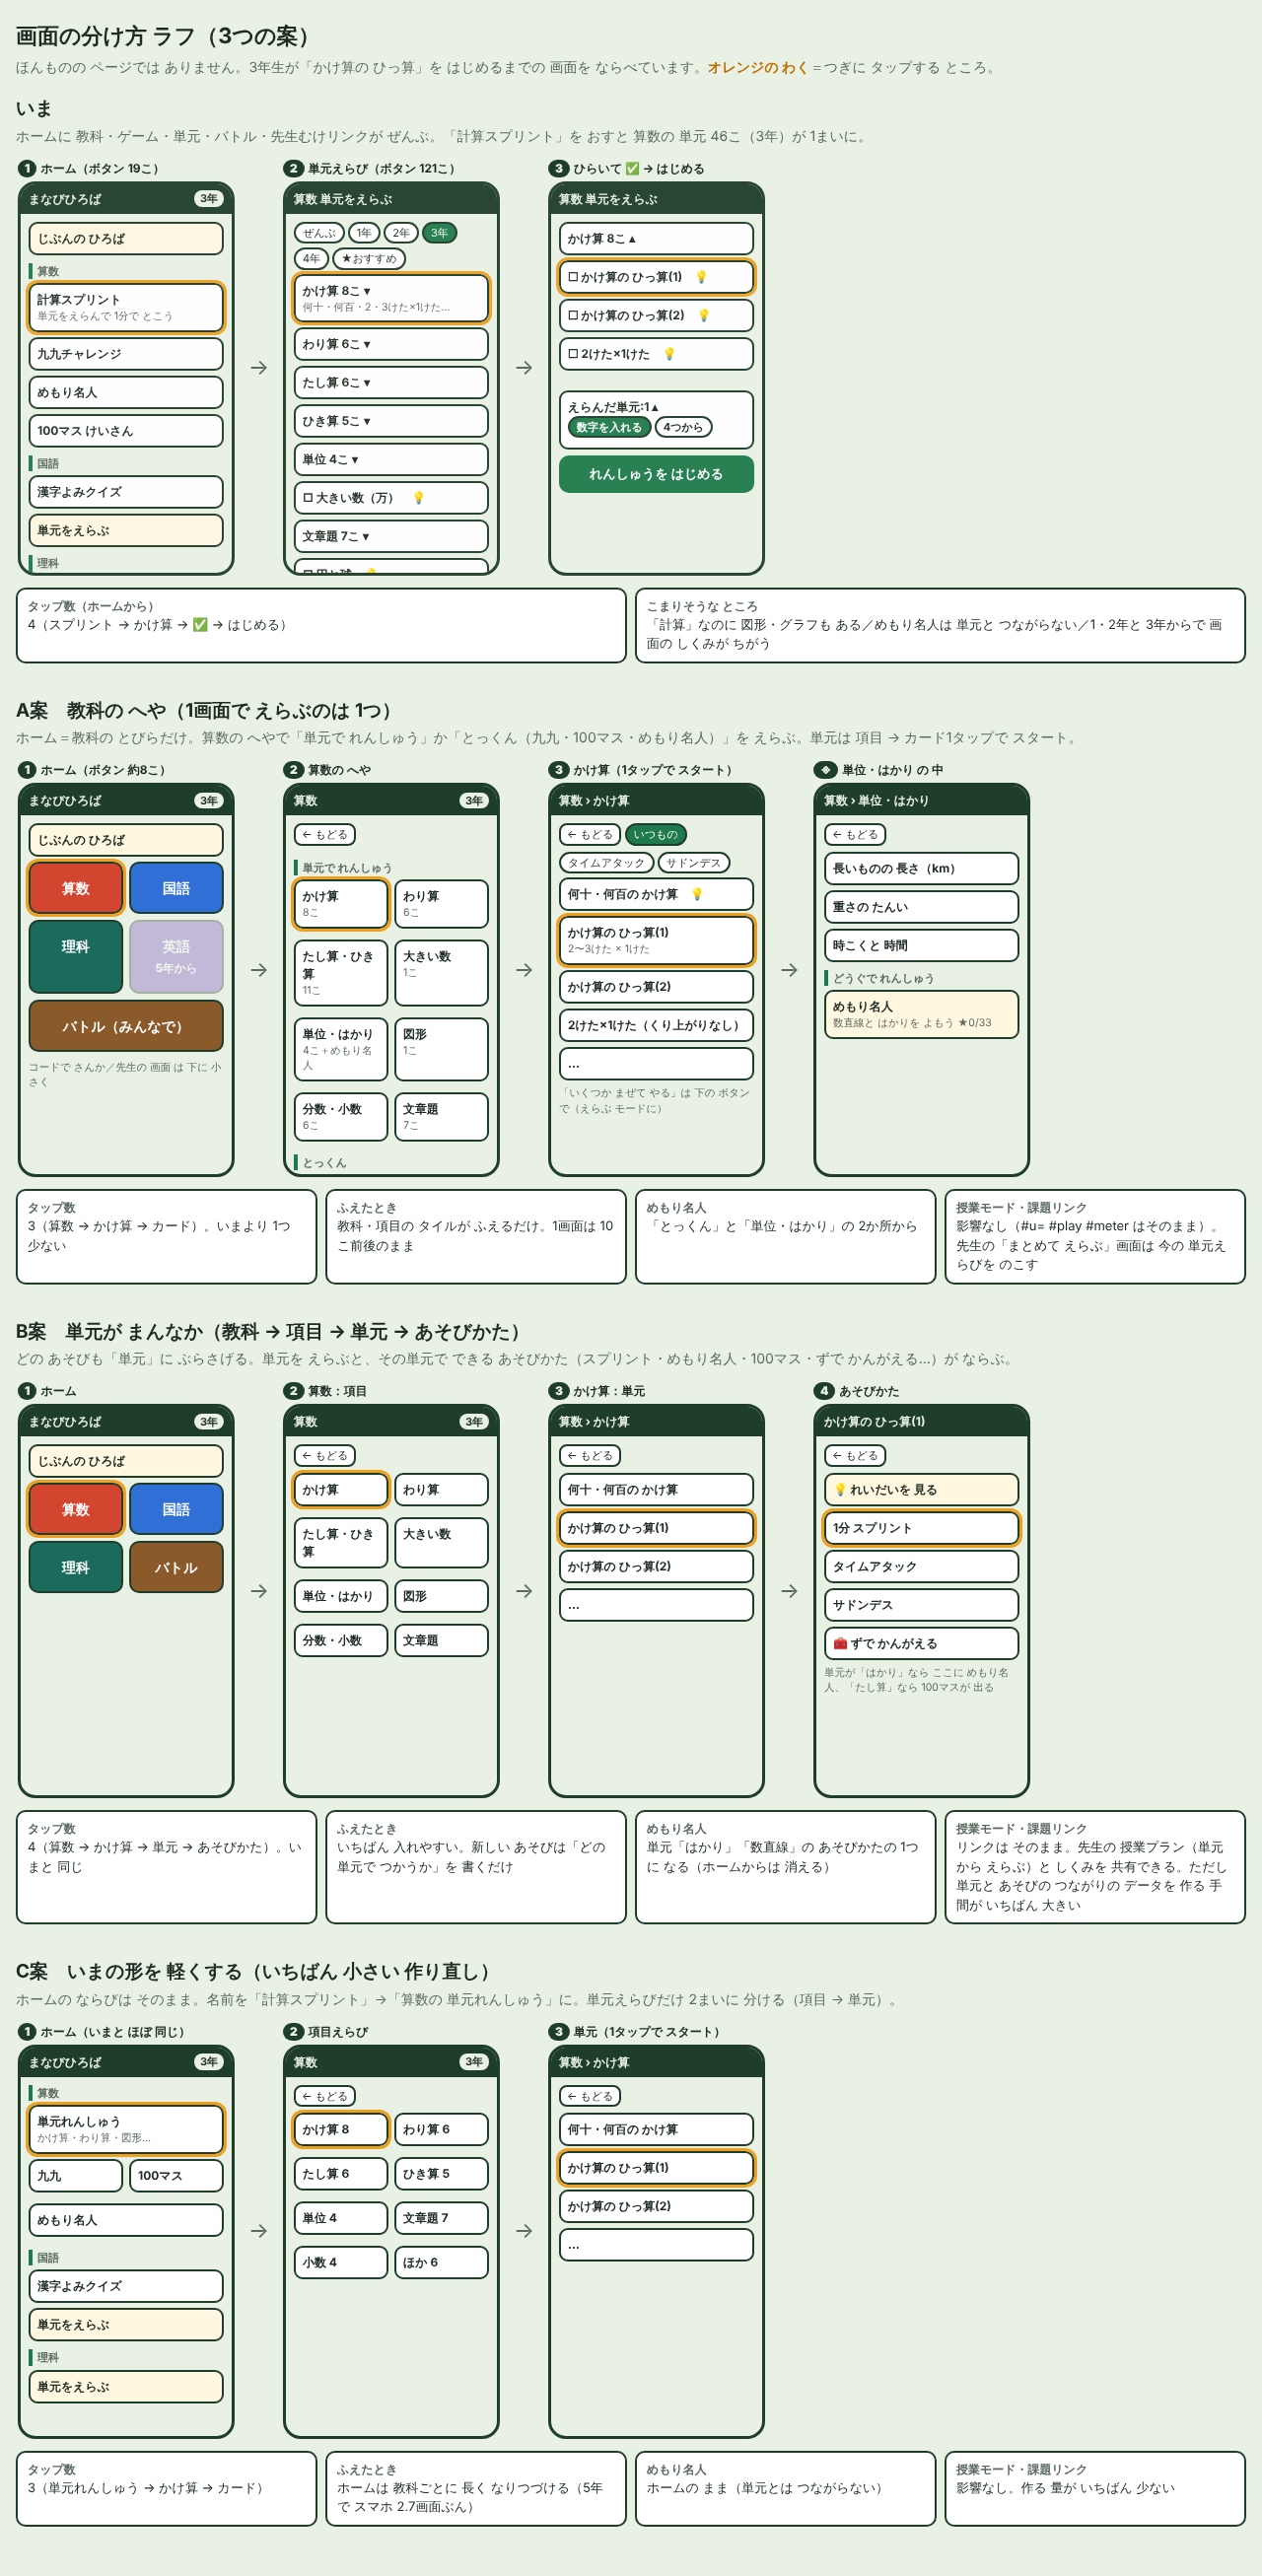 画面の分け方 ラフ（3つの案）
ほんものの ページでは ありません。3年生が「かけ算の ひっ算」を はじめるまでの 画面を ならべています。オレンジの わく＝つぎに タップする ところ。
いま
ホームに 教科・ゲーム・単元・バトル・先生むけリンクが ぜんぶ。「計算スプリント」を おすと 算数の 単元 46こ（3年）が 1まいに。
1 ホーム（ボタン 19こ）
まなびひろば 3年
じぶんの ひろば
算数
計算スプリント
単元をえらんで 1分で とこう
九九チャレンジ
めもり名人
100マス けいさん
国語
漢字よみクイズ
単元をえらぶ
理科
→
2 単元えらび（ボタン 121こ）
算数 単元をえらぶ
ぜんぶ 1年 2年 3年
4年 ★おすすめ
かけ算 8こ ▾
何十・何百・2・3けた×1けた…
わり算 6こ ▾
たし算 6こ ▾
ひき算 5こ ▾
単位 4こ ▾
☐ 大きい数（万） 💡
文章題 7こ ▾
→
3 ひらいて ✅ → はじめる
算数 単元をえらぶ
かけ算 8こ ▴
☐ かけ算の ひっ算(1) 💡
☐ かけ算の ひっ算(2) 💡
☐ 2けた×1けた 💡
えらんだ単元:1 ▴
数字を入れる 4つから
れんしゅうを はじめる
タップ数（ホームから）
4（スプリント → かけ算 → ✅ → はじめる）
こまりそうな ところ
「計算」なのに 図形・グラフも ある／めもり名人は 単元と つながらない／1・2年と 3年からで 画
面の しくみが ちがう
A案　教科の へや（1画面で えらぶのは 1つ）
ホーム＝教科の とびらだけ。算数の へやで「単元で れんしゅう」か「とっくん（九九・100マス・めもり名人）」を えらぶ。単元は 項目 → カード1タップで スタート。
1 ホーム（ボタン 約8こ）
まなびひろば 3年
じぶんの ひろば
算数 国語
理科 英語
5年から
バトル（みんなで）
コードで さんか／先生の 画面 は 下に 小
さく
→
2 算数の へや
算数 3年
← もどる
単元で れんしゅう
かけ算
8こ
わり算
6こ
たし算・ひき
算
11こ
大きい数
1こ
単位・はかり
4こ＋めもり名
人
図形
1こ
分数・小数
6こ
文章題
7こ
とっくん
→
3 かけ算（1タップで スタート）
算数 › かけ算
← もどる いつもの
タイムアタック サドンデス
何十・何百の かけ算 💡
かけ算の ひっ算(1)
2〜3けた × 1けた
かけ算の ひっ算(2)
2けた×1けた（くり上がりなし）
…
「いくつか まぜて やる」は 下の ボタン
で（えらぶ モードに）
→
単位・はかり の 中
算数 › 単位・はかり
← もどる
長いものの 長さ（km）
重さの たんい
時こくと 時間
どうぐで れんしゅう
めもり名人
数直線と はかりを よもう ★0/33
タップ数
3（算数 → かけ算 → カード）。いまより 1つ
少ない
ふえたとき
教科・項目の タイルが ふえるだけ。1画面は 10
こ前後のまま
めもり名人
「とっくん」と「単位・はかり」の 2か所から
授業モード・課題リンク
影響なし（#u= #play #meter はそのまま）。
先生の「まとめて えらぶ」画面は 今の 単元え
らびを のこす
B案　単元が まんなか（教科 → 項目 → 単元 → あそびかた）
どの あそびも「単元」に ぶらさげる。単元を えらぶと、その単元で できる あそびかた（スプリント・めもり名人・100マス・ずで かんがえる…）が ならぶ。
1 ホーム
まなびひろば 3年
じぶんの ひろば
算数 国語
理科 バトル
→
2 算数：項目
算数 3年
← もどる
かけ算 わり算
たし算・ひき
算
大きい数
単位・はかり 図形
分数・小数 文章題
→
3 かけ算：単元
算数 › かけ算
← もどる
何十・何百の かけ算
かけ算の ひっ算(1)
かけ算の ひっ算(2)
…
→
4 あそびかた
かけ算の ひっ算(1)
← もどる
💡 れいだいを 見る
1分 スプリント
タイムアタック
サドンデス
🧰 ずで かんがえる
単元が「はかり」なら ここに めもり名
人、「たし算」なら 100マスが 出る
タップ数
4（算数 → かけ算 → 単元 → あそびかた）。い
まと 同じ
ふえたとき
いちばん 入れやすい。新しい あそびは「どの
単元で つかうか」を 書くだけ
めもり名人
単元「はかり」「数直線」の あそびかたの 1つ
に なる（ホームからは 消える）
授業モード・課題リンク
リンクは そのまま。先生の 授業プラン（単元
から えらぶ）と しくみを 共有できる。ただし
単元と あそびの つながりの データを 作る 手
間が いちばん 大きい
C案　いまの形を 軽くする（いちばん 小さい 作り直し）
ホームの ならびは そのまま。名前を「計算スプリント」→「算数の 単元れんしゅう」に。単元えらびだけ 2まいに 分ける（項目 → 単元）。
1 ホーム（いまと ほぼ 同じ）
まなびひろば 3年
算数
単元れんしゅう
かけ算・わり算・図形…
九九 100マス
めもり名人
国語
漢字よみクイズ
単元をえらぶ
理科
単元をえらぶ
→
2 項目えらび
算数 3年
← もどる
かけ算 8 わり算 6
たし算 6 ひき算 5
単位 4 文章題 7
小数 4 ほか 6
→
3 単元（1タップで スタート）
算数 › かけ算
← もどる
何十・何百の かけ算
かけ算の ひっ算(1)
かけ算の ひっ算(2)
…
タップ数
3（単元れんしゅう → かけ算 → カード）
ふえたとき
ホームは 教科ごとに 長く なりつづける（5年
で スマホ 2.7画面ぶん）
めもり名人
ホームの まま（単元とは つながらない）
授業モード・課題リンク
影響なし。作る 量が いちばん 少ない